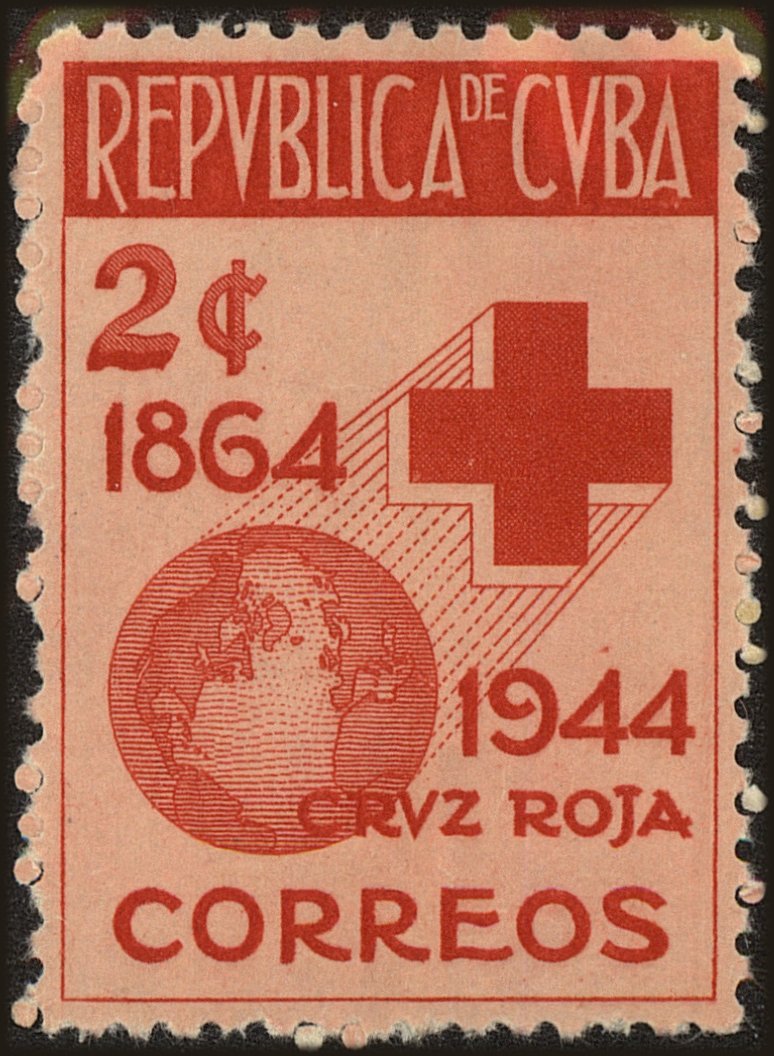 REPVBLICA DE CVBA
2¢
1864
1944
CRVZ ROJA
CORREOS